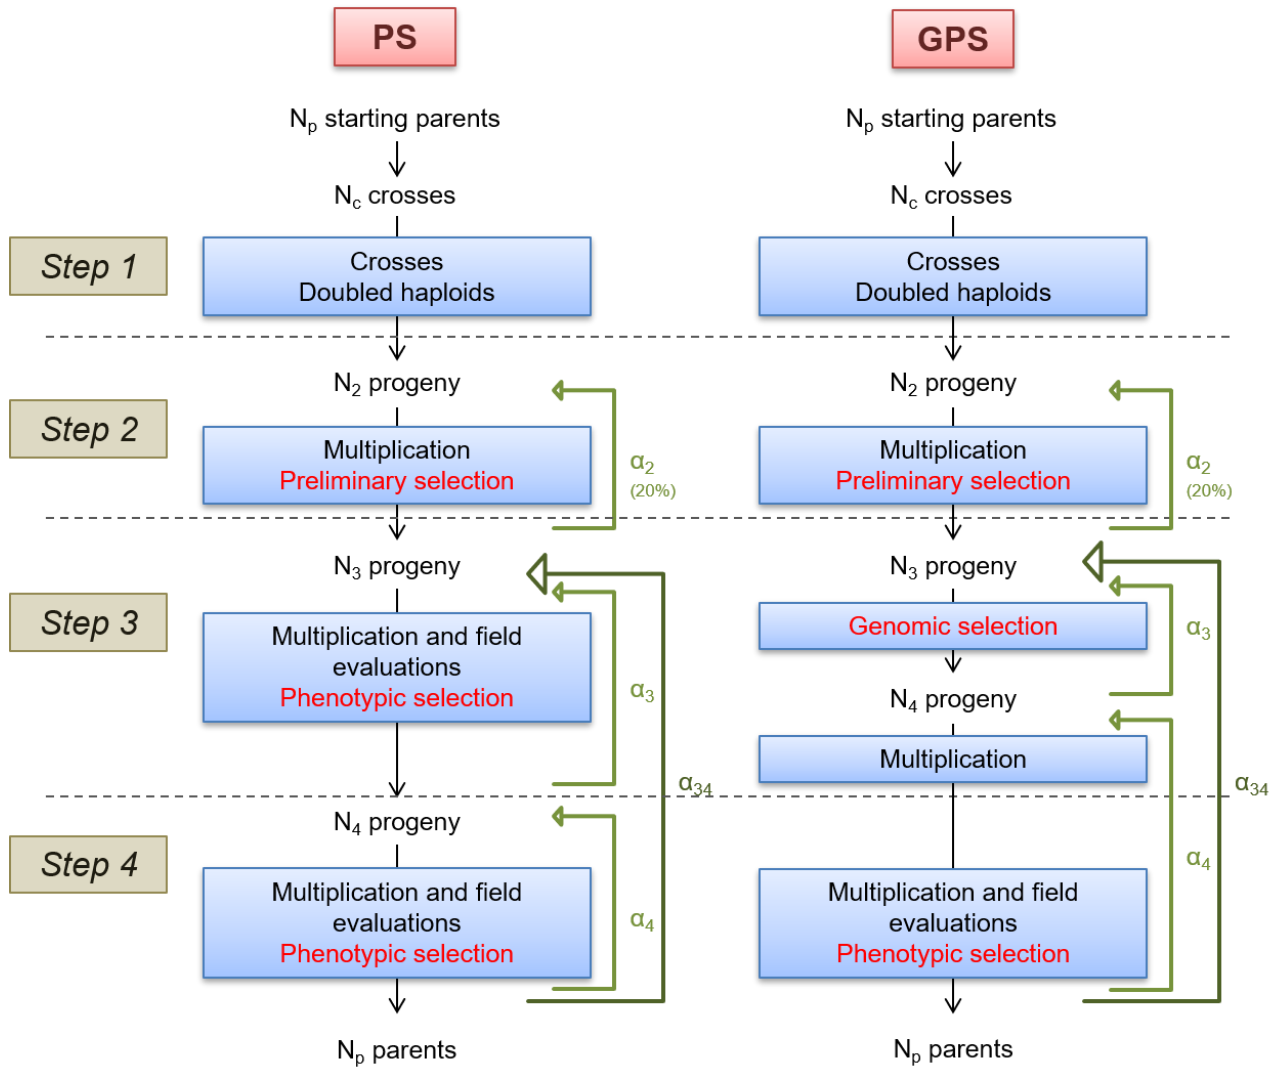 PS
GPS
Np starting parents
Np starting parents
Nc crosses
Nc crosses
Step 1
Crosses
Doubled haploids
Crosses
Doubled haploids
N2 progeny
N2 progeny
Step 2
Multiplication
Preliminary selection
α2
(20%)
Multiplication
Preliminary selection
α2
(20%)
N3 progeny
N3 progeny
Step 3
Multiplication and field
evaluations
Phenotypic selection
α3
Genomic selection
α3
N4 progeny
Multiplication
α34
α34
N4 progeny
Step 4
Multiplication and field
evaluations
Phenotypic selection
α4
Multiplication and field
evaluations
Phenotypic selection
α4
Np parents
Np parents